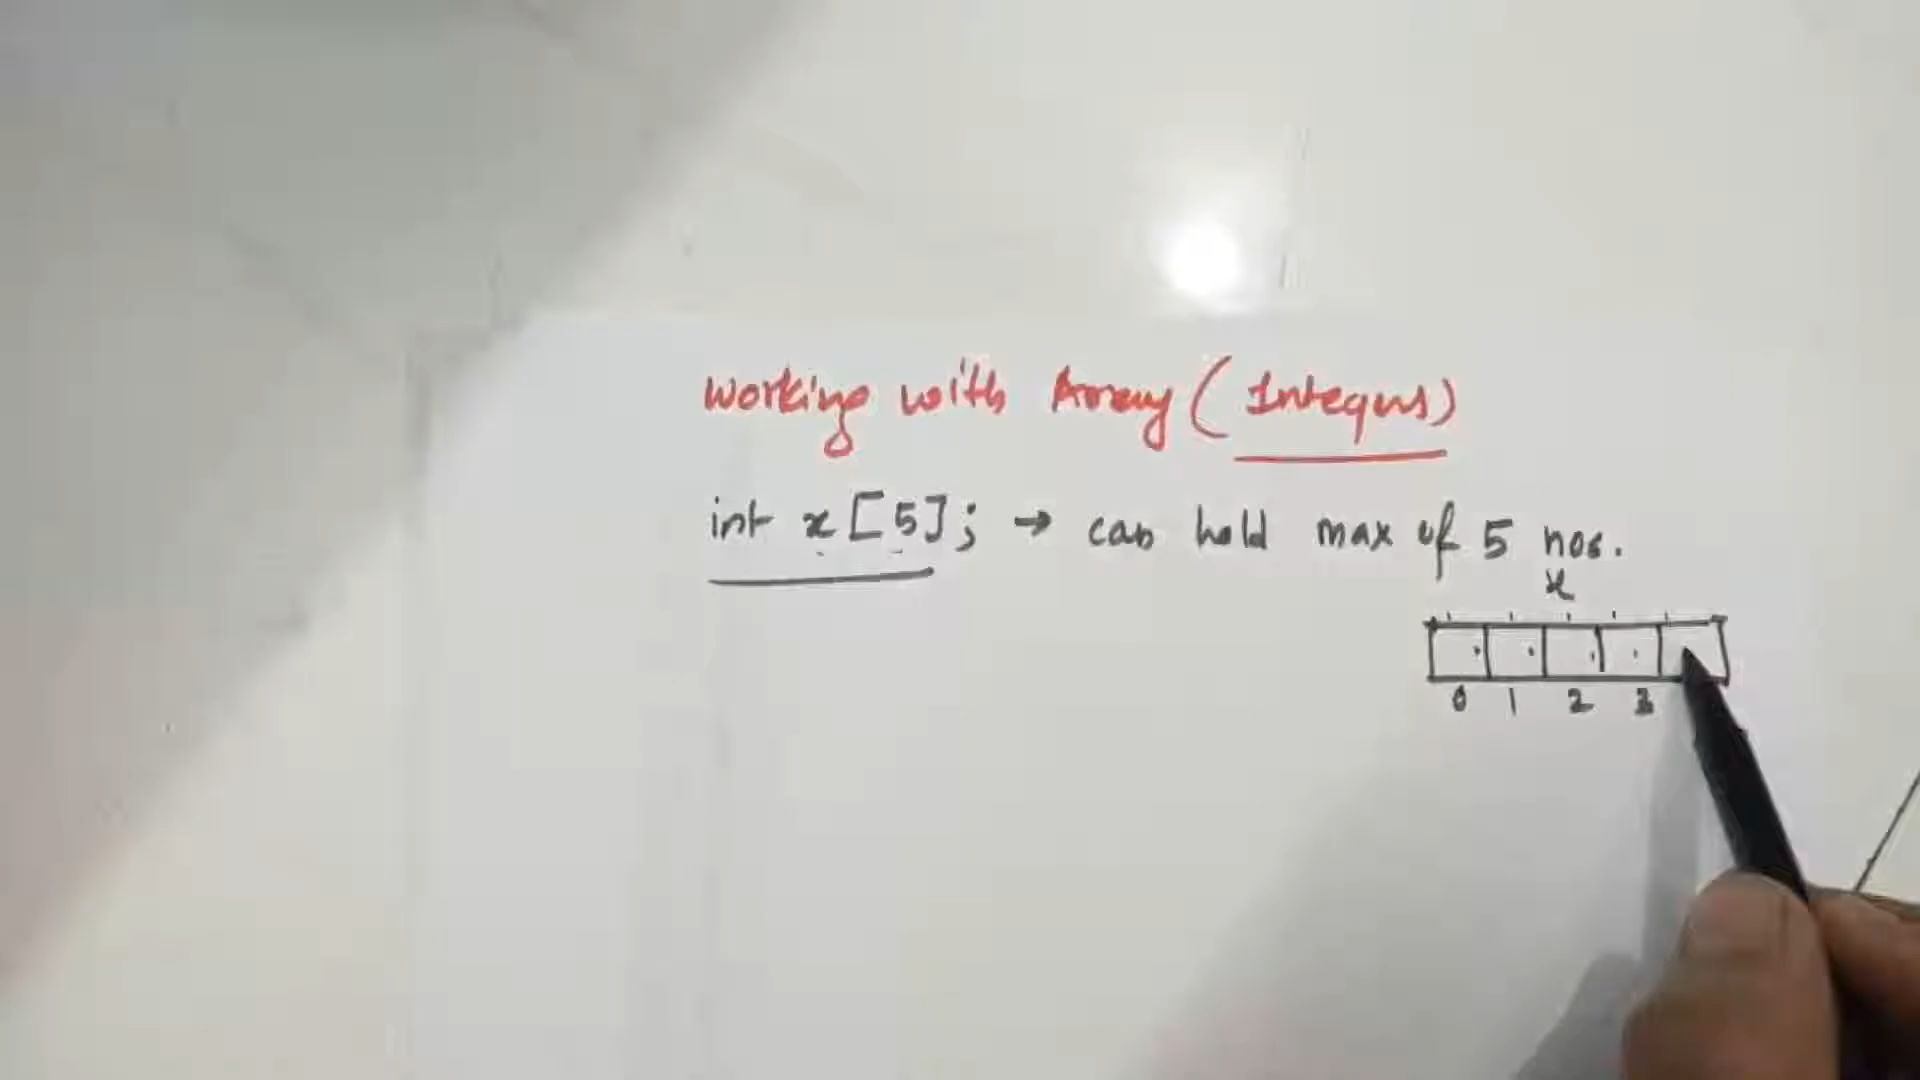 Working with Array (Integers)
int x[5]; → can hold max of 5 nos.
x
0 1 2 3